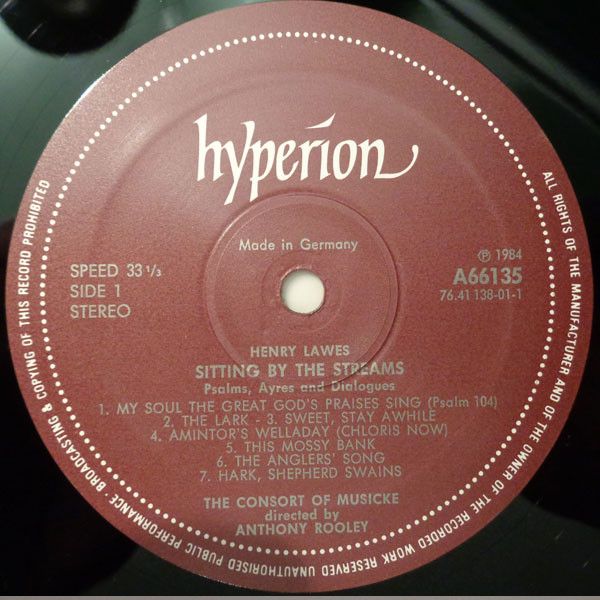 hyperion
Made in Germany
SPEED 33 1/3
SIDE 1
STEREO
℗ 1984
A66135
76.41 138-01-1
HENRY LAWES
SITTING BY THE STREAMS
Psalms, Ayres and Dialogues
1. MY SOUL THE GREAT GOD'S PRAISES SING (Psalm 104)
2. THE LARK - 3. SWEET, STAY AWHILE
4. AMINTOR'S WELLADAY (CHLORIS NOW)
5. THIS MOSSY BANK
6. THE ANGLERS' SONG
7. HARK, SHEPHERD SWAINS
THE CONSORT OF MUSICKE
directed by
ANTHONY ROOLEY
ALL RIGHTS OF THE MANUFACTURER AND OF THE OWNER OF THE RECORDED WORK RESERVED UNAUTHORISED PUBLIC PERFORMANCE · BROADCASTING & COPYING OF THIS RECORD PROHIBITED